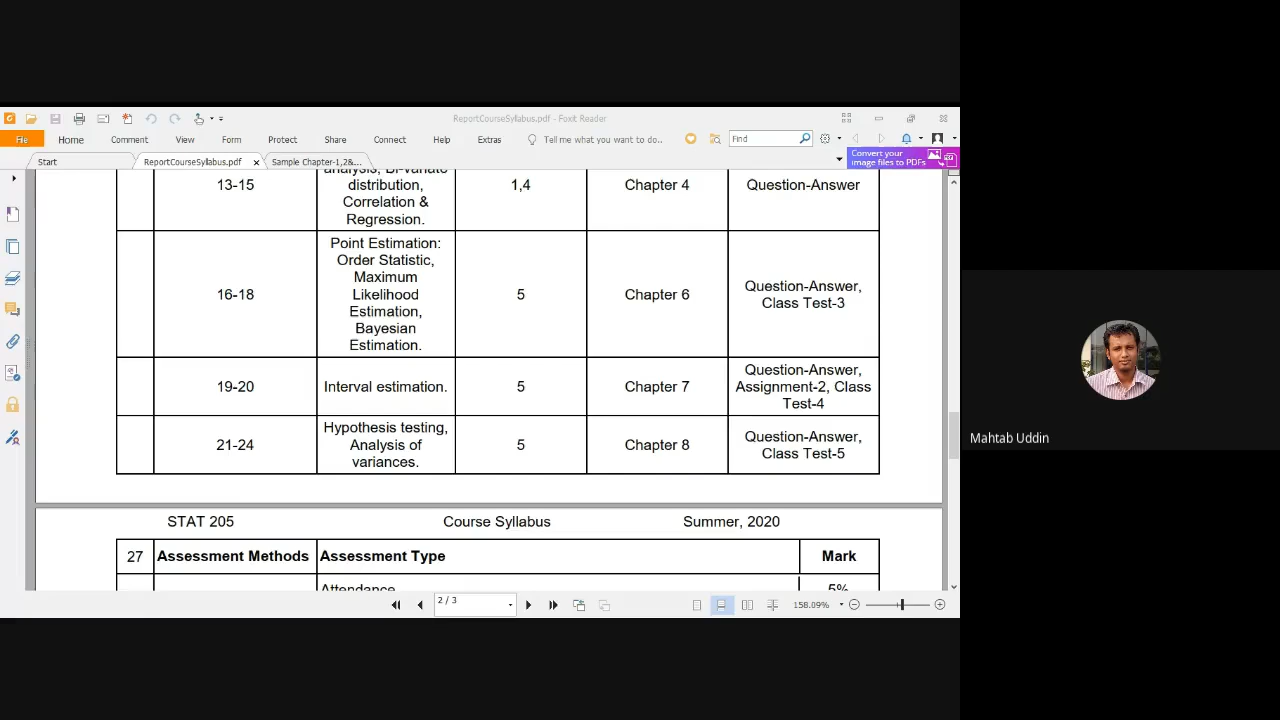 ReportCourseSyllabus.pdf - Foxit Reader
File Home Comment View Form Protect Share Connect Help Extras Tell me what you want to do.. Find
Start ReportCourseSyllabus.pdf Sample Chapter-1,2&...
Convert your
image files to PDFs
analysis, Bi-variate
13-15 distribution, 1,4 Chapter 4 Question-Answer
Correlation &
Regression.
Point Estimation:
Order Statistic,
Maximum
16-18 Likelihood 5 Chapter 6 Question-Answer,
Estimation, Class Test-3
Bayesian
Estimation.
Question-Answer,
19-20 Interval estimation. 5 Chapter 7 Assignment-2, Class
Test-4
Hypothesis testing,
21-24 Analysis of 5 Chapter 8 Question-Answer,
variances. Class Test-5
STAT 205 Course Syllabus Summer, 2020
27 Assessment Methods Assessment Type Mark
Attendance 5%
2 / 3 158.09%
Mahtab Uddin